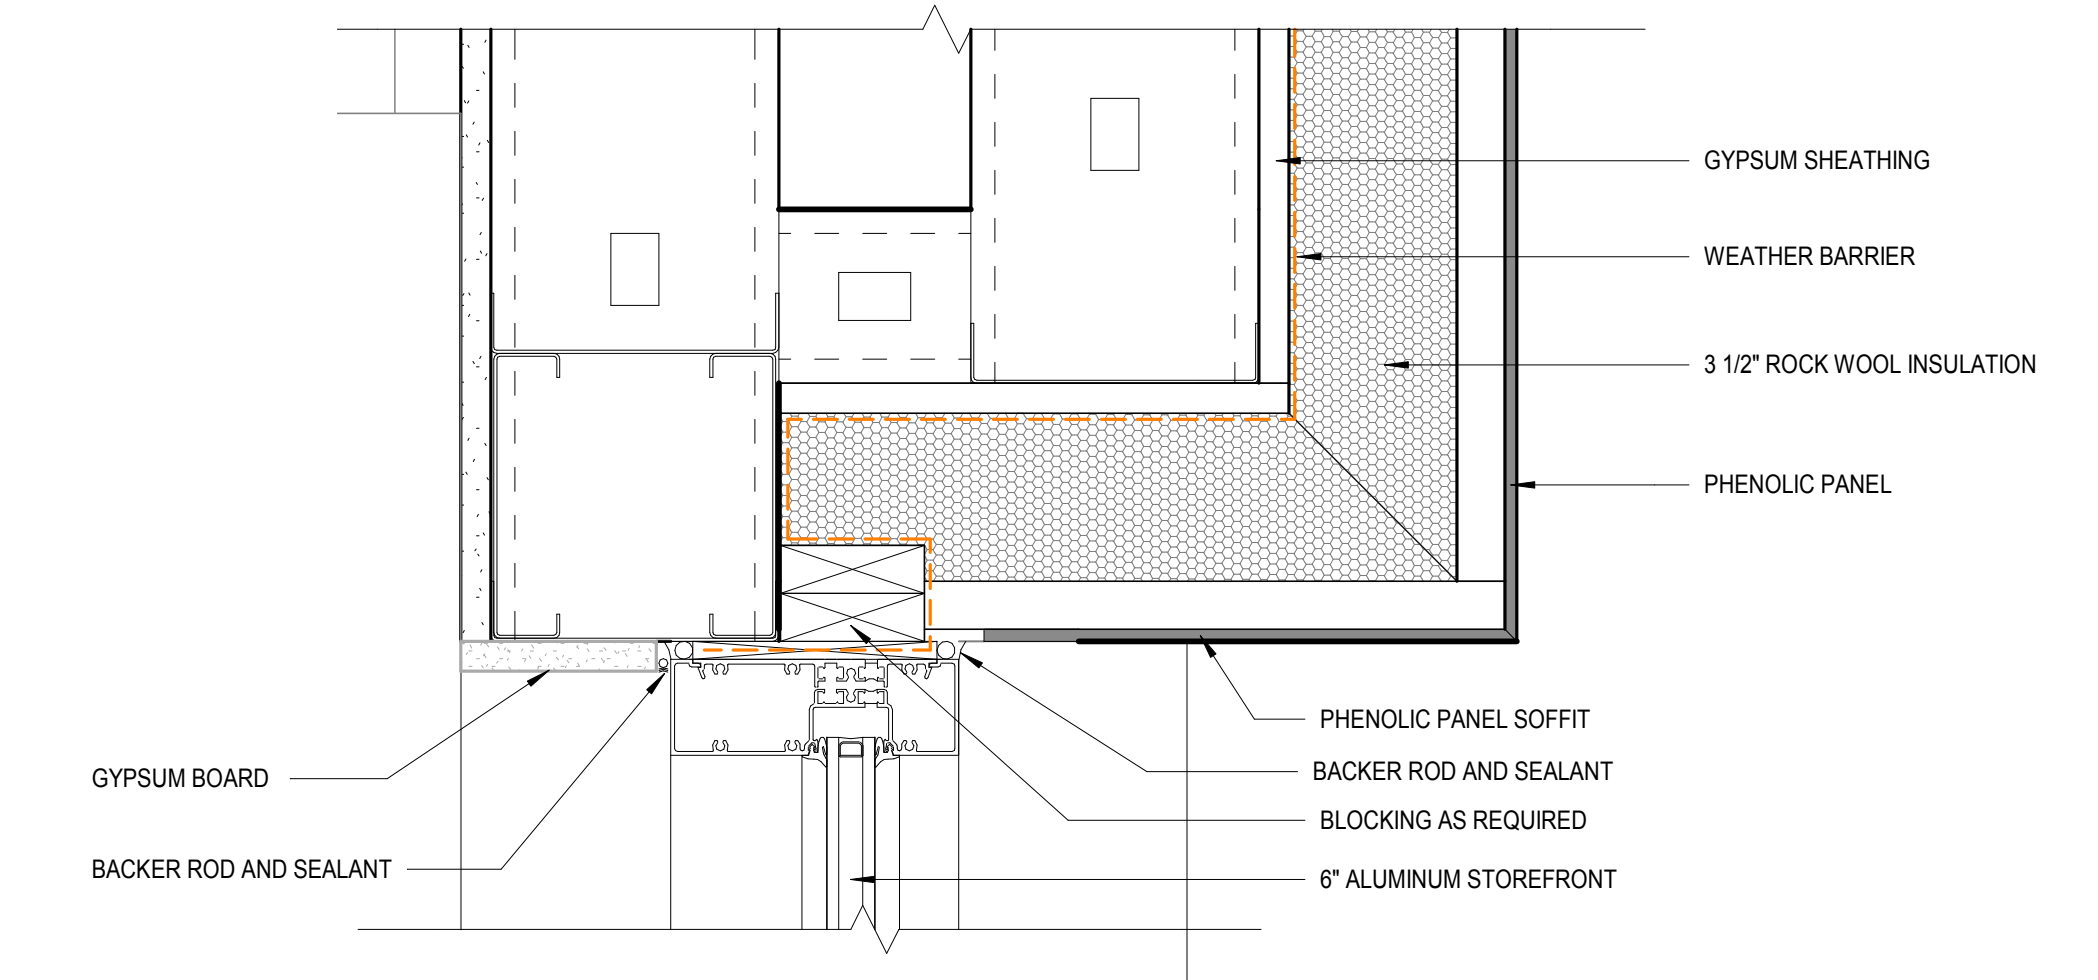 GYPSUM SHEATHING
WEATHER BARRIER
3 1/2" ROCK WOOL INSULATION
PHENOLIC PANEL
PHENOLIC PANEL SOFFIT
BACKER ROD AND SEALANT
BLOCKING AS REQUIRED
6" ALUMINUM STOREFRONT
GYPSUM BOARD
BACKER ROD AND SEALANT